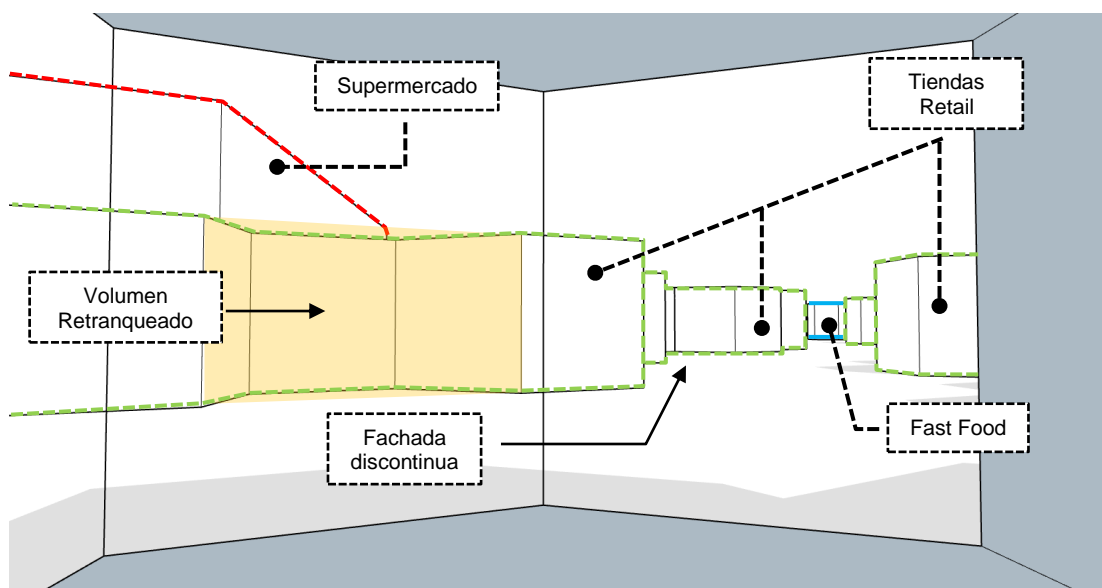 Supermercado
Tiendas
Retail
Volumen
Retranqueado
Fachada
discontinua
Fast Food